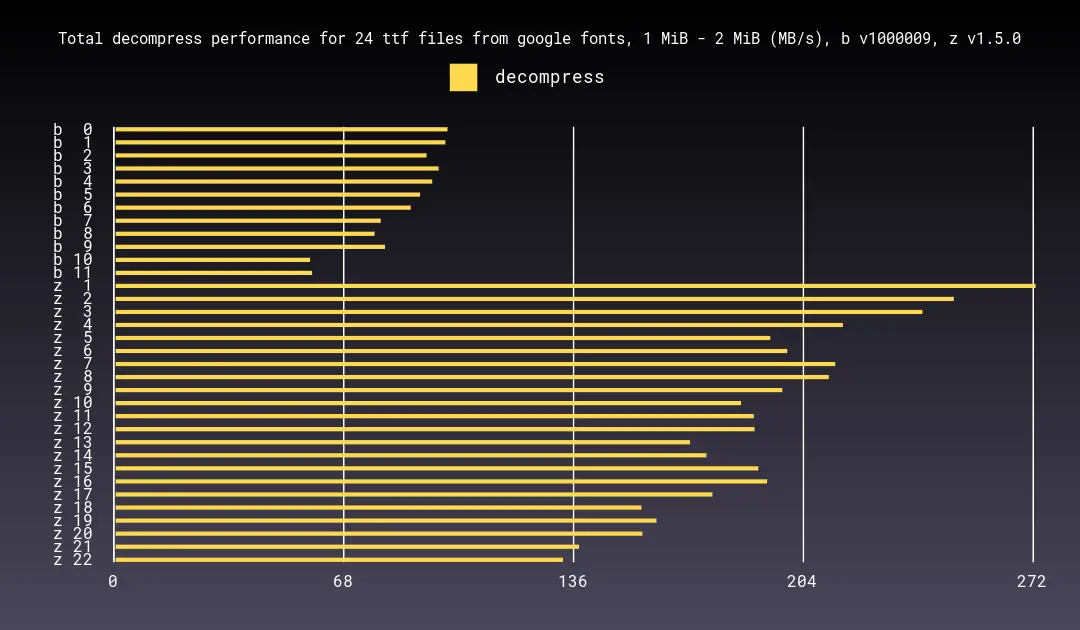 Total decompress performance for 24 ttf files from google fonts, 1 MiB - 2 MiB (MB/s), b v1000009, z v1.5.0
decompress
b 0
b 1
b 2
b 3
b 4
b 5
b 6
b 7
b 8
b 9
b 10
b 11
z 1
z 2
z 3
z 4
z 5
z 6
z 7
z 8
z 9
z 10
z 11
z 12
z 13
z 14
z 15
z 16
z 17
z 18
z 19
z 20
z 21
z 22
0 68 136 204 272